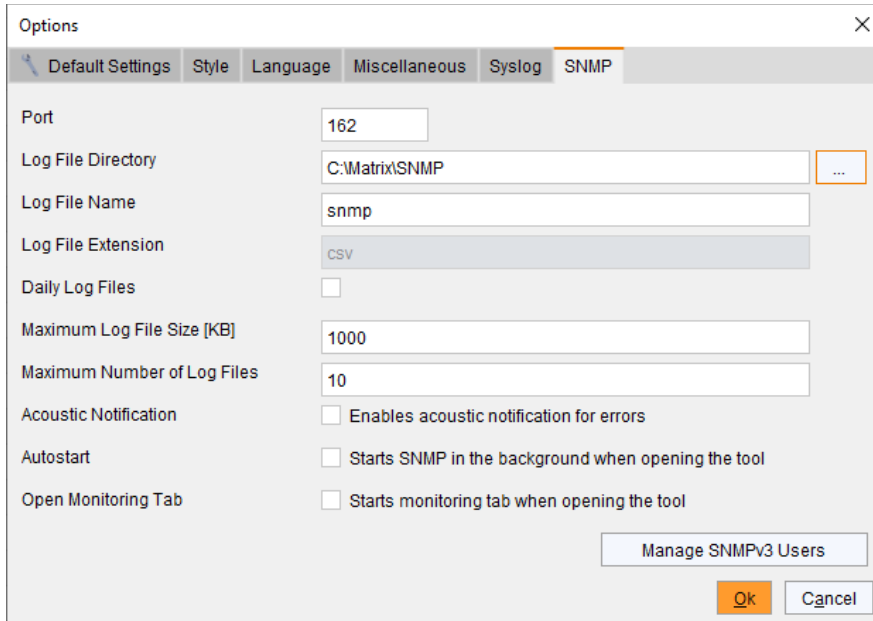 Options
Default Settings Style Language Miscellaneous Syslog SNMP
Port 162
Log File Directory C:\Matrix\SNMP ...
Log File Name snmp
Log File Extension csv
Daily Log Files
Maximum Log File Size [KB] 1000
Maximum Number of Log Files 10
Acoustic Notification Enables acoustic notification for errors
Autostart Starts SNMP in the background when opening the tool
Open Monitoring Tab Starts monitoring tab when opening the tool
Manage SNMPv3 Users
Ok Cancel